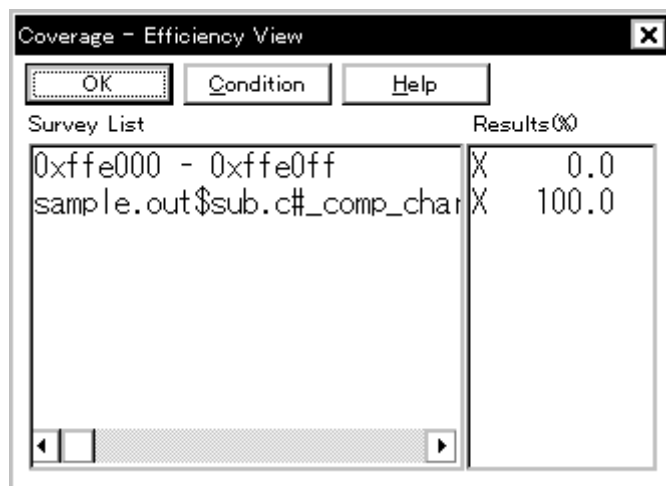 Coverage - Efficiency View
OK Condition Help
Survey List Results(%)
0xffe000 - 0xffe0ff X 0.0
sample.out$sub.c#_comp_char X 100.0